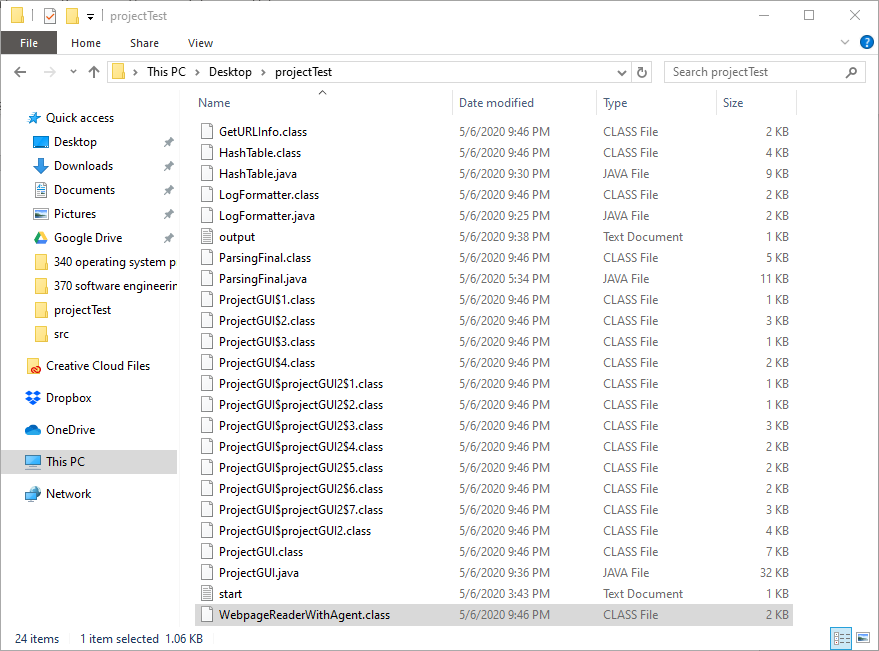 projectTest
File Home Share View
This PC Desktop projectTest Search projectTest
Name Date modified Type Size
Quick access
Desktop
Downloads
Documents
Pictures
Google Drive
340 operating system p
370 software engineerin
projectTest
src
Creative Cloud Files
Dropbox
OneDrive
This PC
Network
GetURLInfo.class 5/6/2020 9:46 PM CLASS File 2 KB
HashTable.class 5/6/2020 9:46 PM CLASS File 4 KB
HashTable.java 5/6/2020 9:30 PM JAVA File 9 KB
LogFormatter.class 5/6/2020 9:46 PM CLASS File 2 KB
LogFormatter.java 5/6/2020 9:25 PM JAVA File 2 KB
output 5/6/2020 9:38 PM Text Document 1 KB
ParsingFinal.class 5/6/2020 9:46 PM CLASS File 5 KB
ParsingFinal.java 5/6/2020 5:34 PM JAVA File 11 KB
ProjectGUI$1.class 5/6/2020 9:46 PM CLASS File 1 KB
ProjectGUI$2.class 5/6/2020 9:46 PM CLASS File 3 KB
ProjectGUI$3.class 5/6/2020 9:46 PM CLASS File 1 KB
ProjectGUI$4.class 5/6/2020 9:46 PM CLASS File 2 KB
ProjectGUI$projectGUI2$1.class 5/6/2020 9:46 PM CLASS File 1 KB
ProjectGUI$projectGUI2$2.class 5/6/2020 9:46 PM CLASS File 1 KB
ProjectGUI$projectGUI2$3.class 5/6/2020 9:46 PM CLASS File 3 KB
ProjectGUI$projectGUI2$4.class 5/6/2020 9:46 PM CLASS File 2 KB
ProjectGUI$projectGUI2$5.class 5/6/2020 9:46 PM CLASS File 2 KB
ProjectGUI$projectGUI2$6.class 5/6/2020 9:46 PM CLASS File 2 KB
ProjectGUI$projectGUI2$7.class 5/6/2020 9:46 PM CLASS File 3 KB
ProjectGUI$projectGUI2.class 5/6/2020 9:46 PM CLASS File 4 KB
ProjectGUI.class 5/6/2020 9:46 PM CLASS File 7 KB
ProjectGUI.java 5/6/2020 9:36 PM JAVA File 32 KB
start 5/6/2020 3:43 PM Text Document 1 KB
WebpageReaderWithAgent.class 5/6/2020 9:46 PM CLASS File 2 KB
24 items 1 item selected 1.06 KB